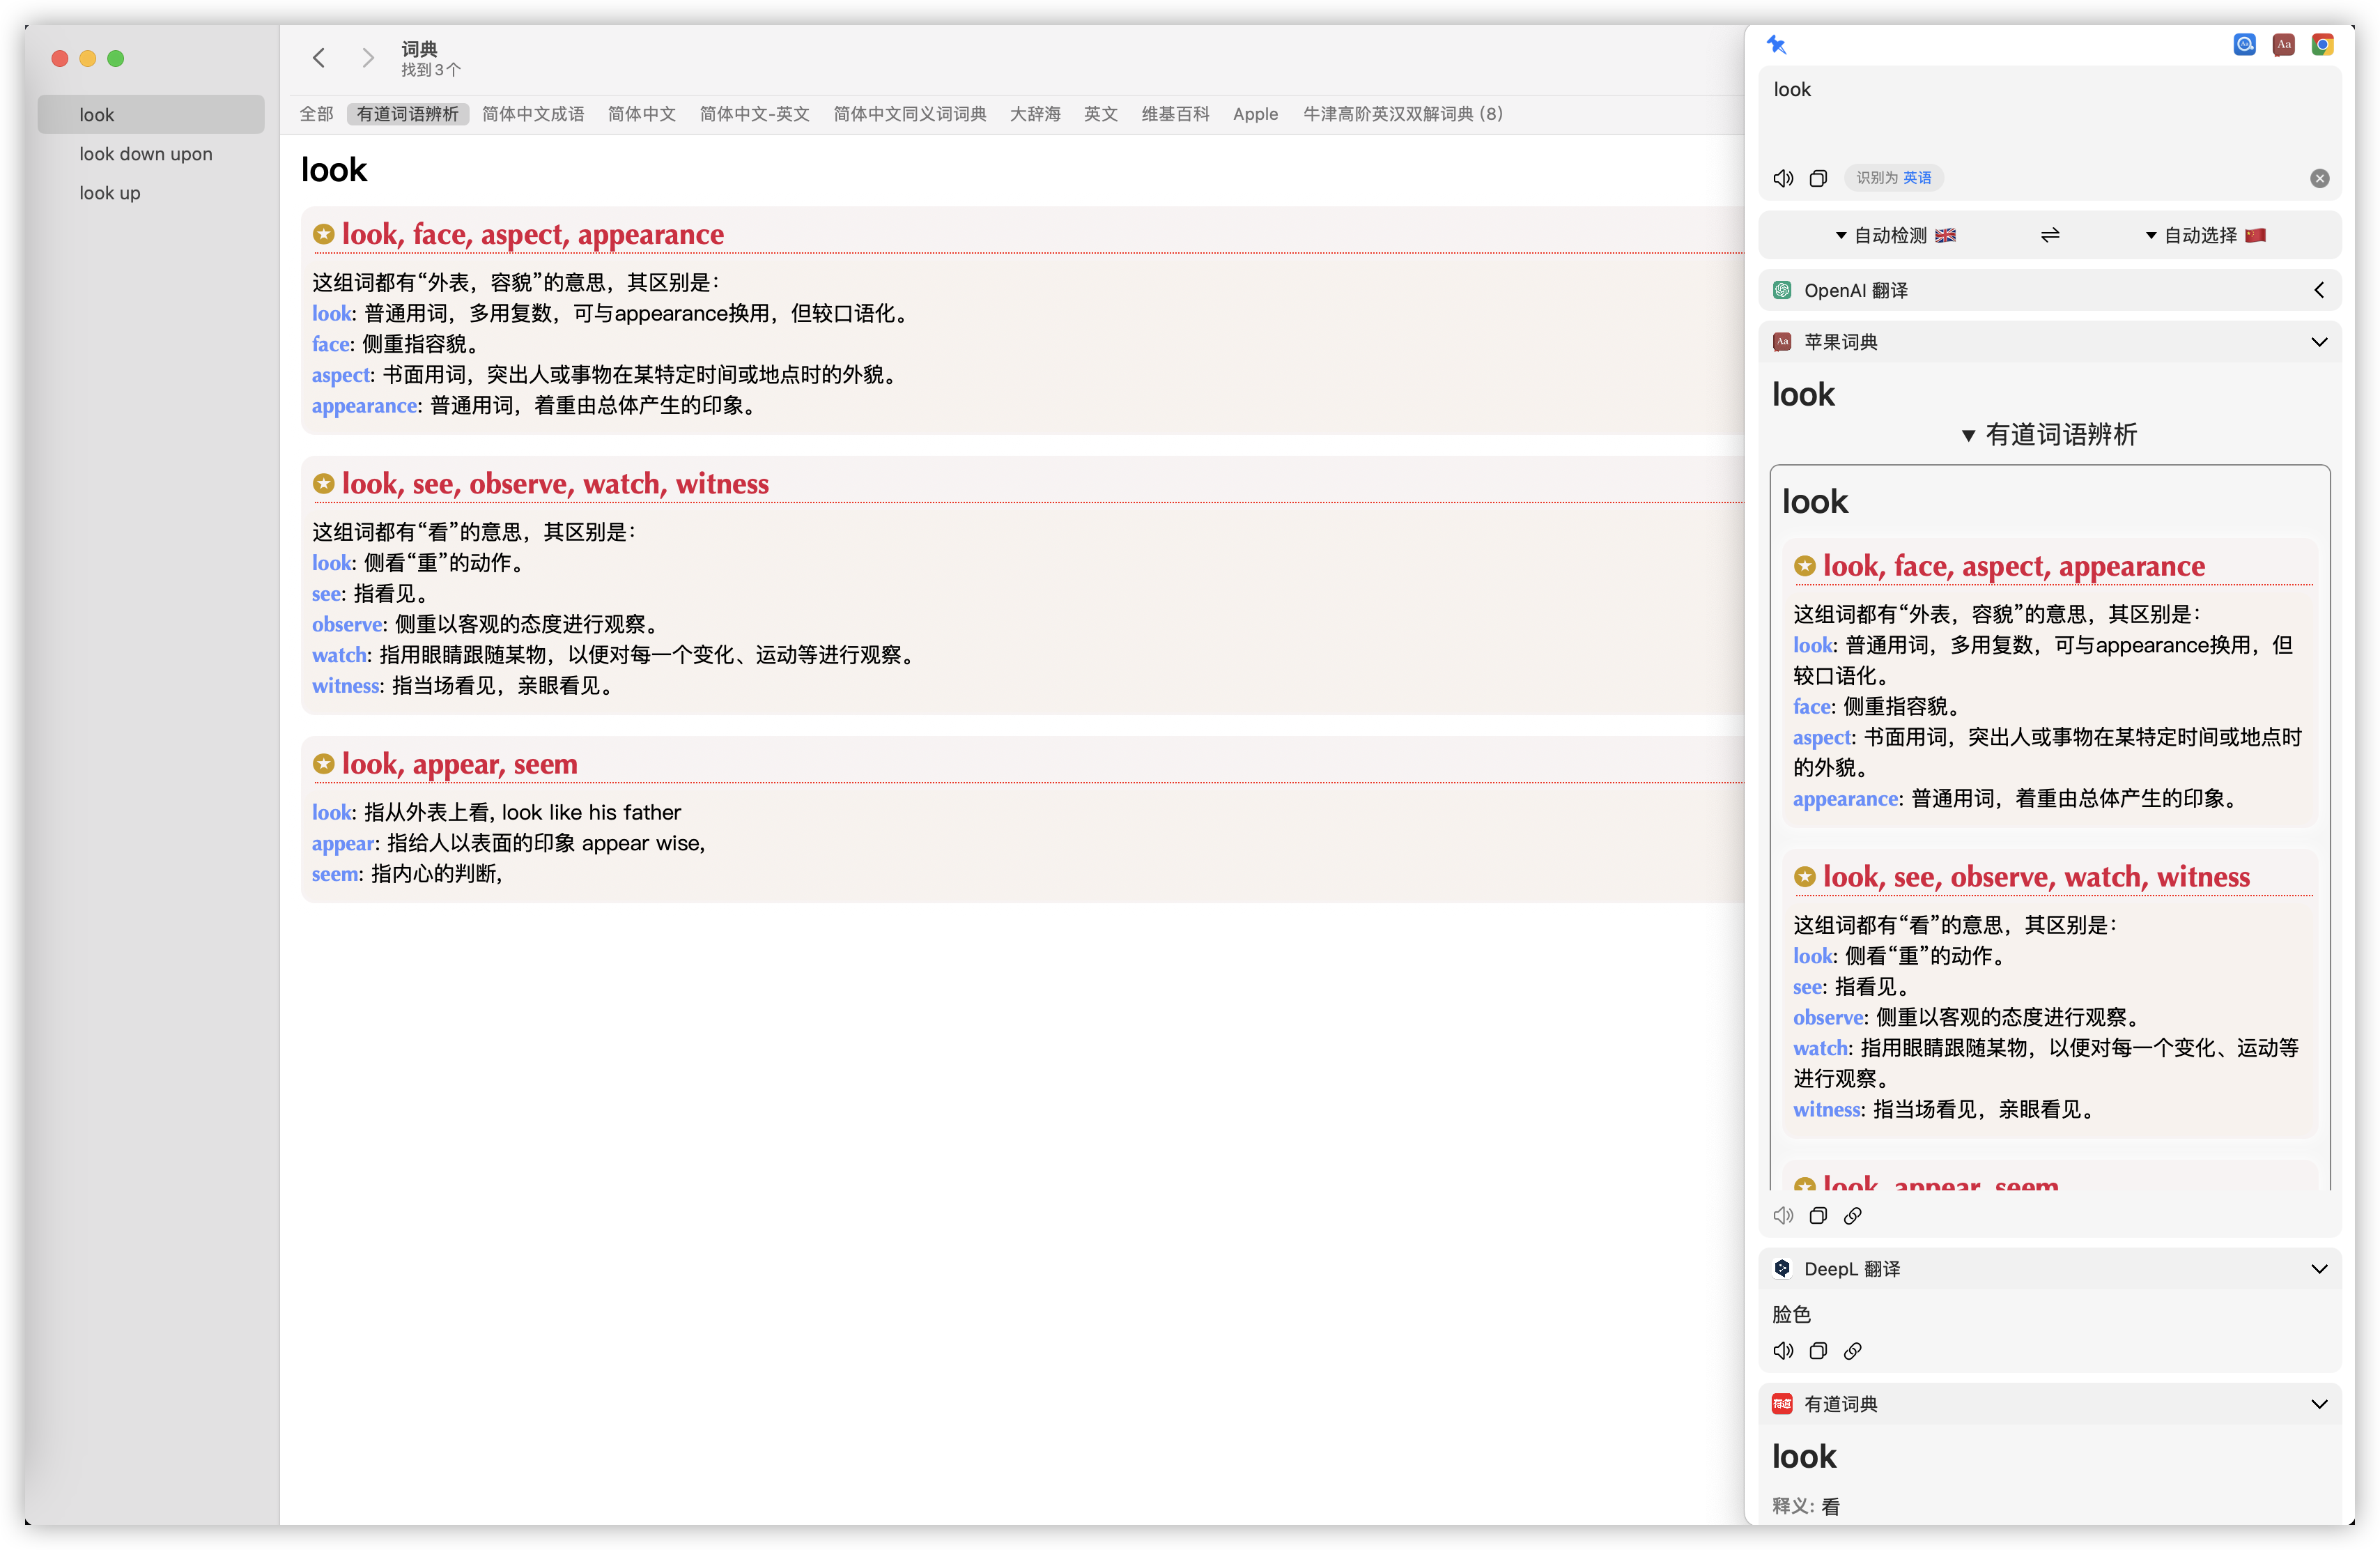 look
look down upon
look up
词典
找到 3 个
全部 有道词语辨析 简体中文成语 简体中文 简体中文-英文 简体中文同义词词典 大辞海 英文 维基百科 Apple 牛津高阶英汉双解词典 (8)
look
look, face, aspect, appearance
这组词都有“外表，容貌”的意思，其区别是：
look: 普通用词，多用复数，可与appearance换用，但较口语化。
face: 侧重指容貌。
aspect: 书面用词，突出人或事物在某特定时间或地点时的外貌。
appearance: 普通用词，着重由总体产生的印象。
look, see, observe, watch, witness
这组词都有“看”的意思，其区别是：
look: 侧看“重”的动作。
see: 指看见。
observe: 侧重以客观的态度进行观察。
watch: 指用眼睛跟随某物，以便对每一个变化、运动等进行观察。
witness: 指当场看见，亲眼看见。
look, appear, seem
look: 指从外表上看, look like his father
appear: 指给人以表面的印象 appear wise,
seem: 指内心的判断,
Aa
look
识别为 英语
自动检测 🇬🇧 自动选择 🇨🇳
OpenAI 翻译
Aa 苹果词典
look
有道词语辨析
look
look, face, aspect, appearance
这组词都有“外表，容貌”的意思，其区别是：
look: 普通用词，多用复数，可与appearance换用，但
较口语化。
face: 侧重指容貌。
aspect: 书面用词，突出人或事物在某特定时间或地点时
的外貌。
appearance: 普通用词，着重由总体产生的印象。
look, see, observe, watch, witness
这组词都有“看”的意思，其区别是：
look: 侧看“重”的动作。
see: 指看见。
observe: 侧重以客观的态度进行观察。
watch: 指用眼睛跟随某物，以便对每一个变化、运动等
进行观察。
witness: 指当场看见，亲眼看见。
look, appear, seem
DeepL 翻译
脸色
有道 有道词典
look
释义: 看